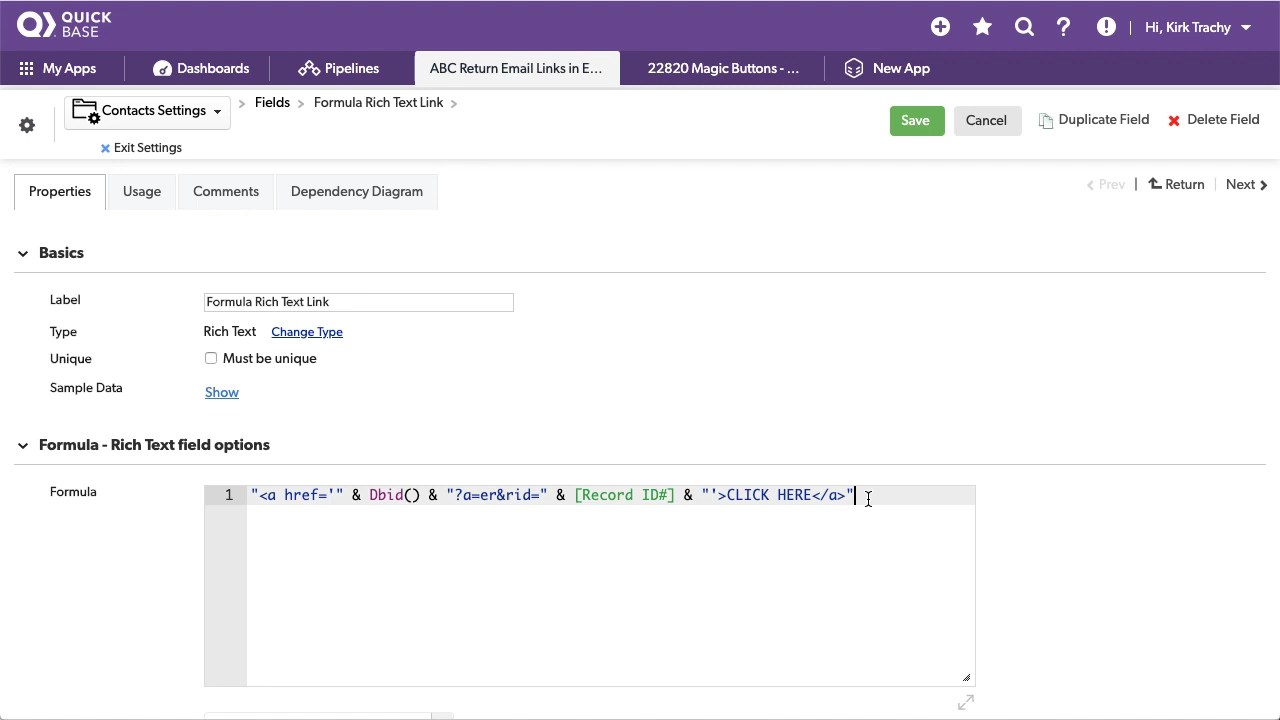 QUICK BASE
Hi, Kirk Trachy
My Apps
Dashboards
Pipelines
ABC Return Email Links in E...
22820 Magic Buttons - ...
New App
Contacts Settings
Fields
Formula Rich Text Link
Save
Cancel
Duplicate Field
Delete Field
Exit Settings
Properties
Usage
Comments
Dependency Diagram
Prev
Return
Next
Basics
Label
Formula Rich Text Link
Type
Rich Text Change Type
Unique
Must be unique
Sample Data
Show
Formula - Rich Text field options
Formula
1 "<a href='" & Dbid() & "?a=er&rid=" & [Record ID#] & "'>CLICK HERE</a>"